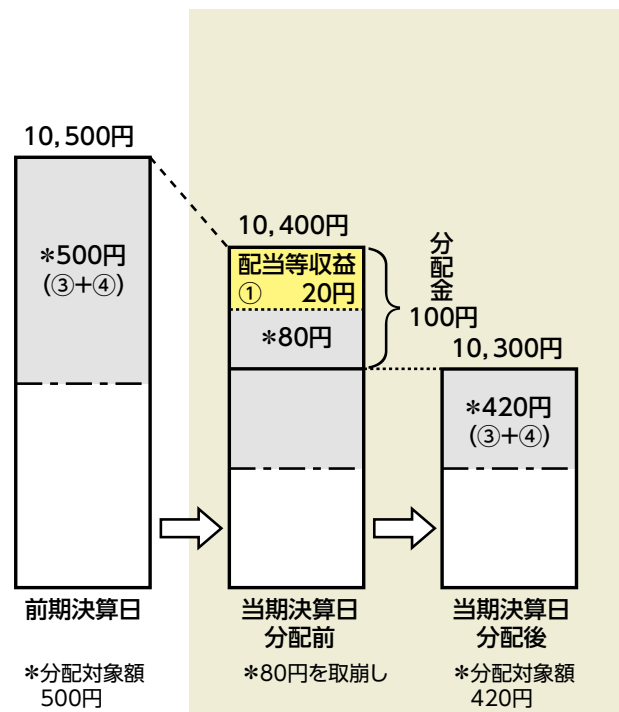 10,500円
*500円
(③+④)
10,400円
配当等収益
① 20円
*80円
分配金
100円
10,300円
*420円
(③+④)
前期決算日
当期決算日
分配前
当期決算日
分配後
*分配対象額
500円
*80円を取崩し
*分配対象額
420円